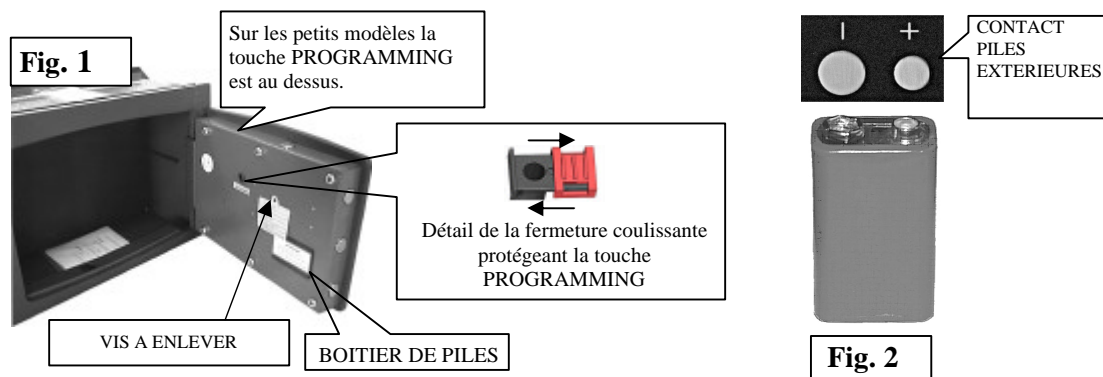 Fig. 1
Sur les petits modèles la
touche PROGRAMMING
est au dessus.
Détail de la fermeture coulissante
protégeant la touche
PROGRAMMING
VIS A ENLEVER
BOITIER DE PILES
CONTACT
PILES
EXTERIEURES
Fig. 2